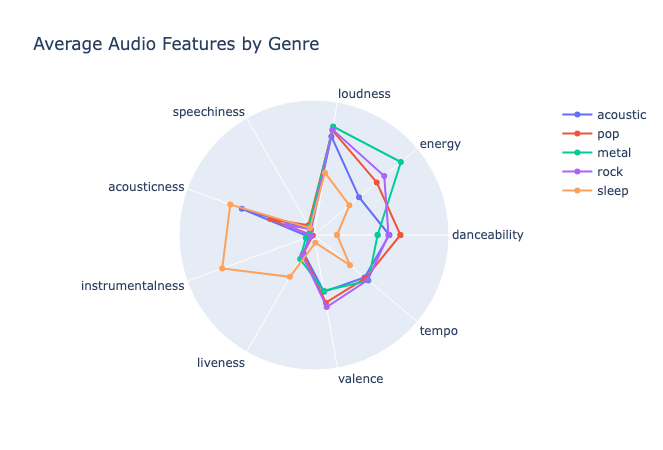 Average Audio Features by Genre
loudness
speechiness
energy
acousticness
danceability
instrumentalness
tempo
liveness
valence
acoustic
pop
metal
rock
sleep